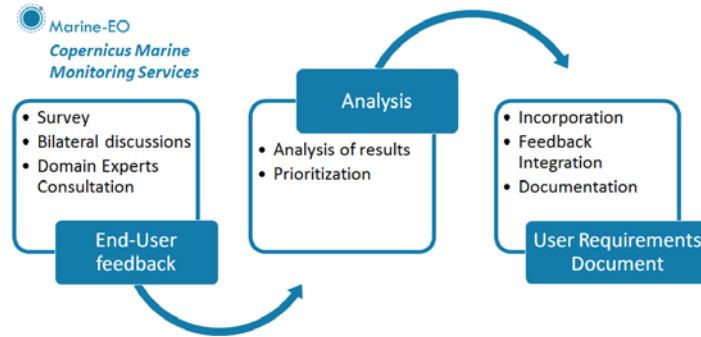 Marine-EO
Copernicus Marine
Monitoring Services
• Survey
• Bilateral discussions
• Domain Experts
Consultation
End-User
feedback
Analysis
• Analysis of results
• Prioritization
• Incorporation
• Feedback
Integration
• Documentation
User Requirements
Document